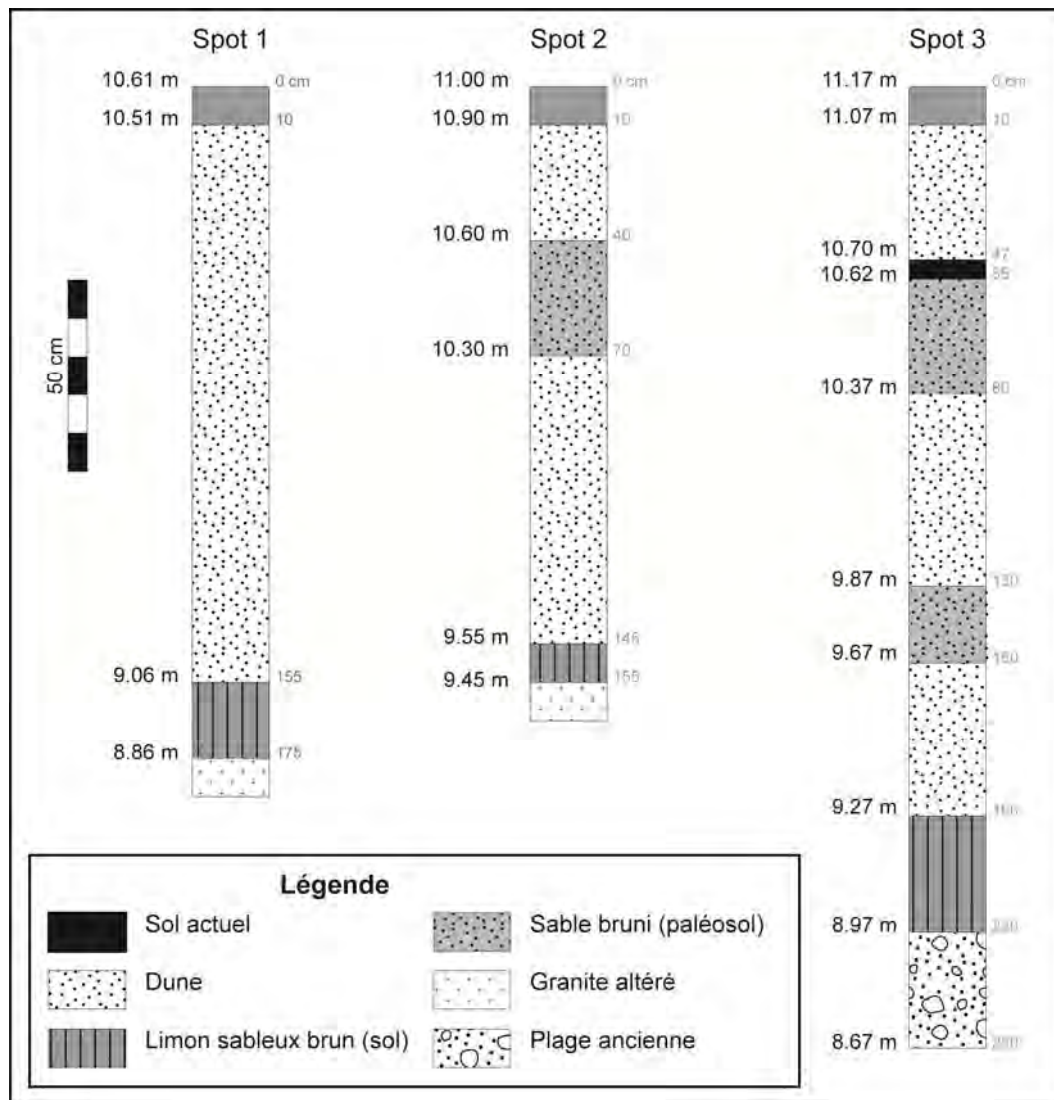 Spot 1
10.61 m
0 cm
10.51 m
10
9.06 m
155
8.86 m
175
50 cm
Spot 2
11.00 m
0 cm
10.90 m
10
10.60 m
40
10.30 m
70
9.55 m
9.45 m
Spot 3
11.17 m
0 cm
11.07 m
10
10.70 m
47
10.62 m
55
10.37 m
80
9.87 m
130
9.67 m
150
9.27 m
8.97 m
220
8.67 m
Légende
Sol actuel
Dune
Limon sableux brun (sol)
Sable bruni (paléosol)
Granite altéré
Plage ancienne